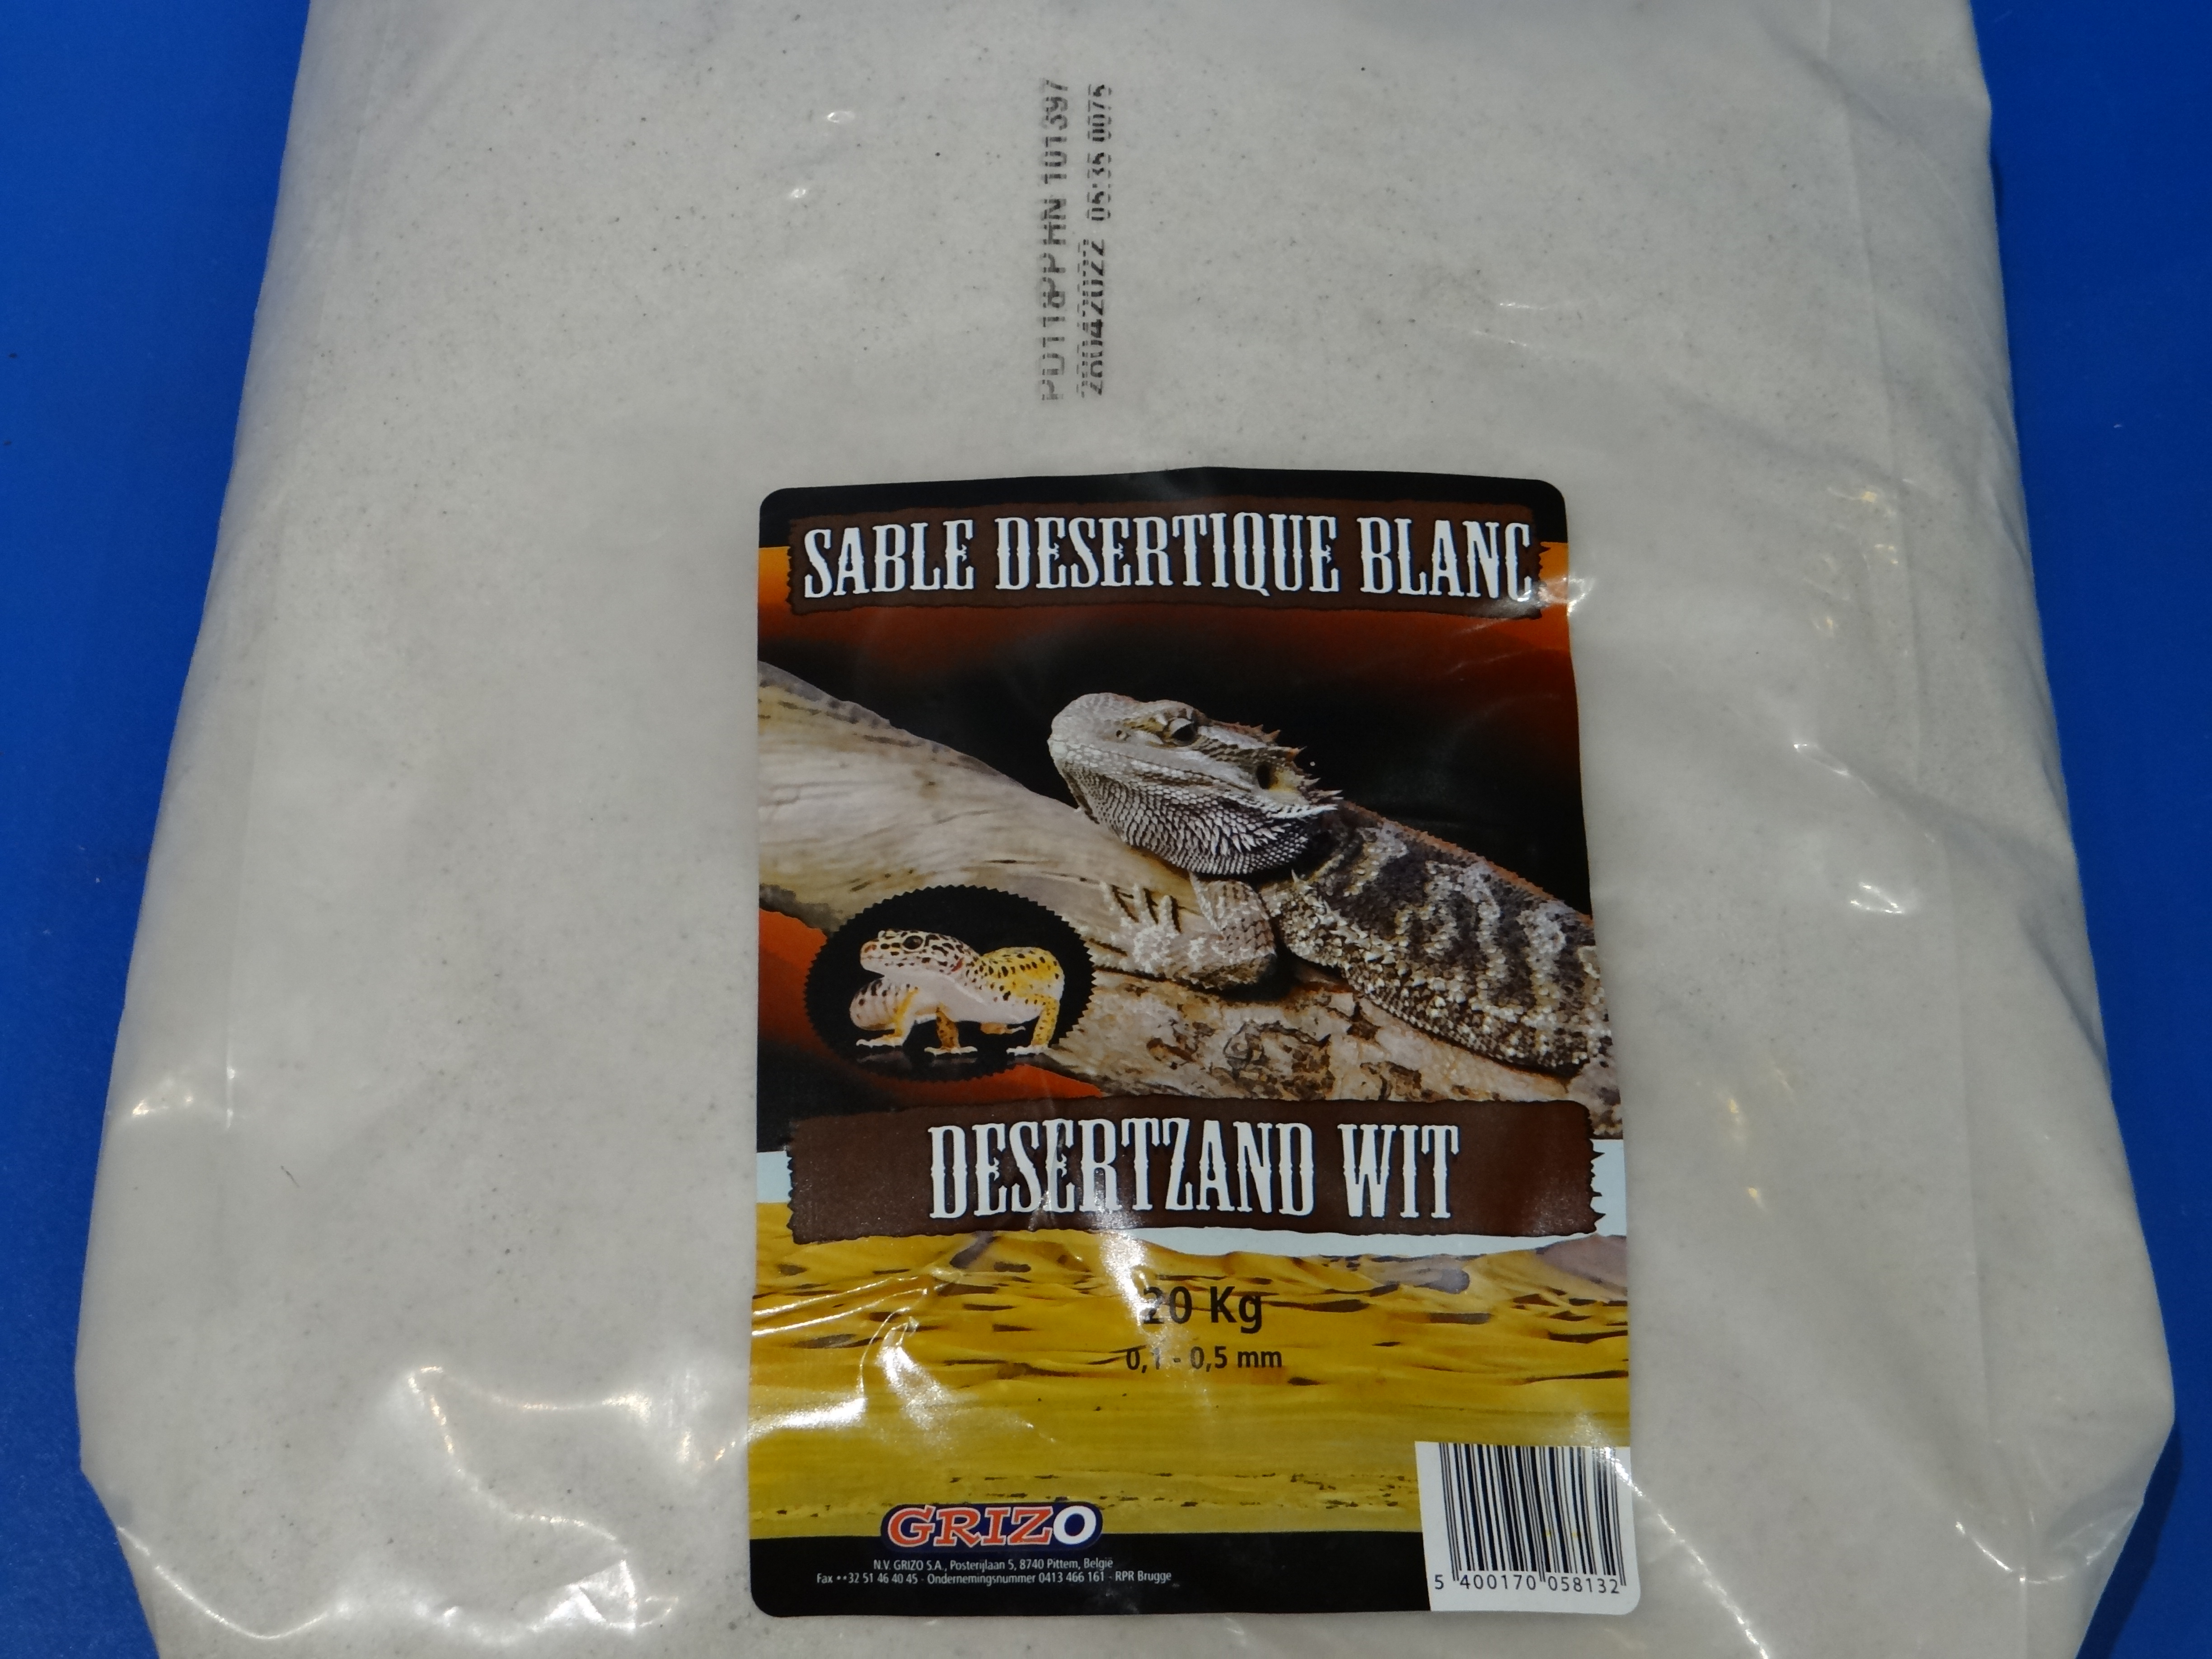 PD118PP HN 101397
28042022 05:35 0075
SABLE DESERTIQUE BLANC
DESERTZAND WIT
20 Kg
0,1 - 0,5 mm
GRIZO
N.V. GRIZO S.A., Posterijlaan 5, 8740 Pittem, België
Fax ••32 51 46 40 45 - Ondernemingsnummer 0413 466 161 - RPR Brugge
5 400170 058132